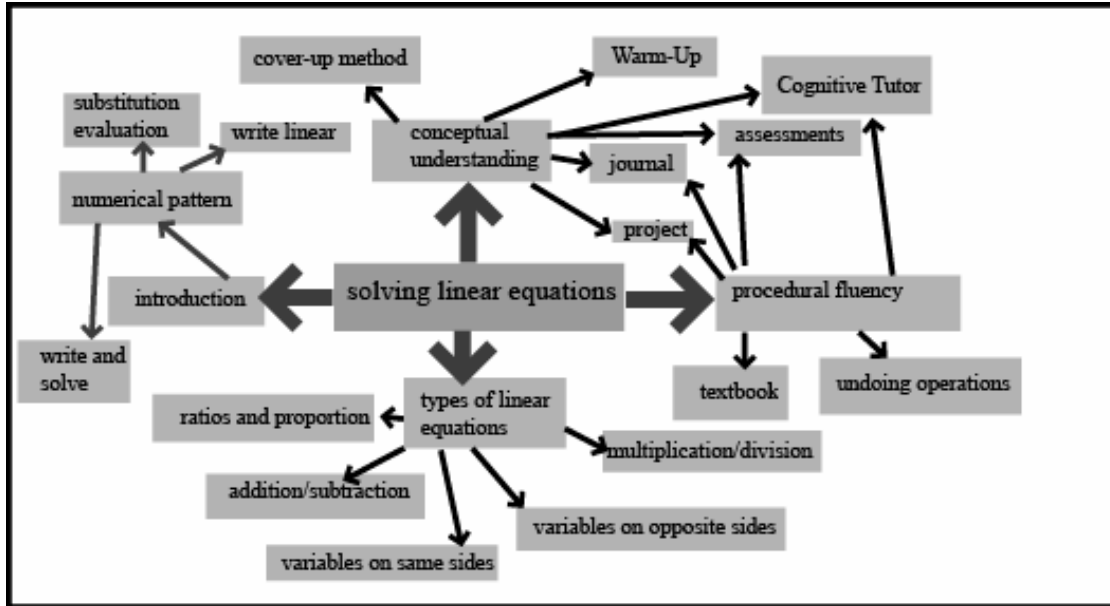 cover-up method
Warm-Up
Cognitive Tutor
substitution
evaluation
write linear
conceptual
understanding
assessments
journal
numerical pattern
project
introduction
solving linear equations
procedural fluency
write and
solve
types of linear
equations
textbook
undoing operations
ratios and proportion
multiplication/division
addition/subtraction
variables on opposite sides
variables on same sides